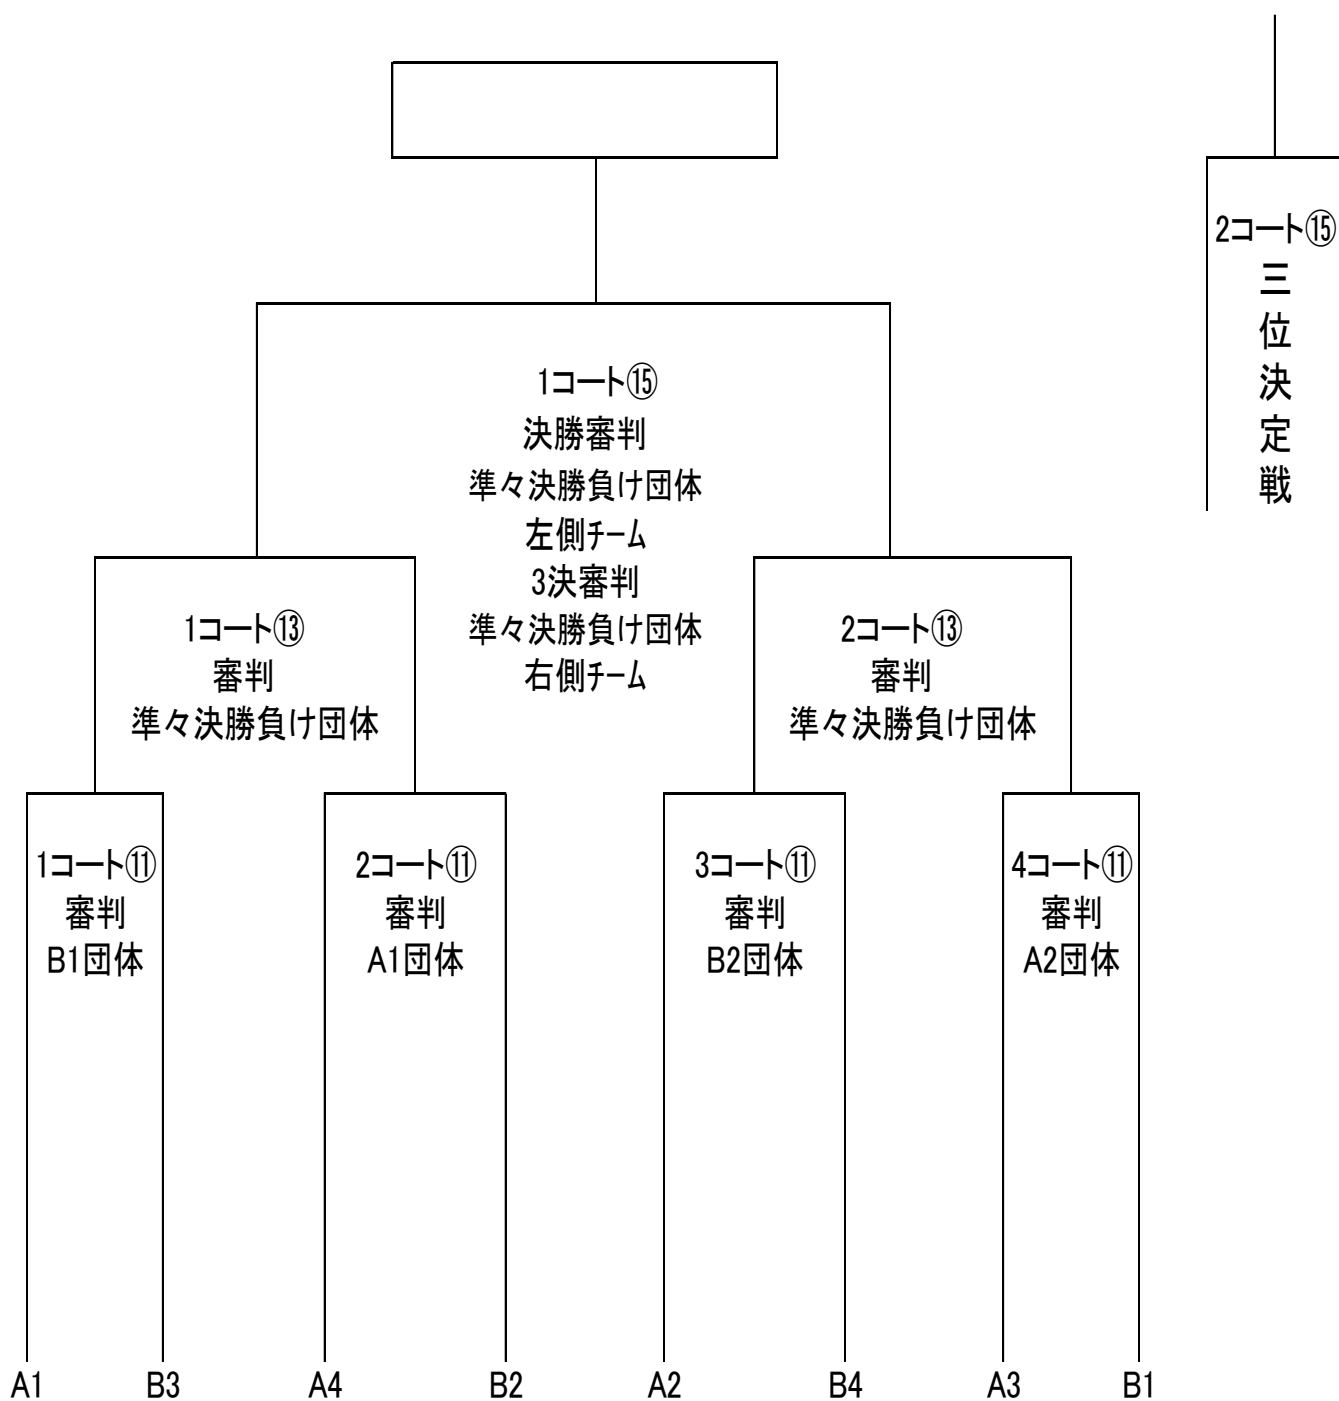 2コート⑮
三
位
決
定
戦
1コート⑮
決勝審判
準々決勝負け団体
左側チーム
3決審判
準々決勝負け団体
右側チーム
1コート⑬
審判
準々決勝負け団体
2コート⑬
審判
準々決勝負け団体
1コート⑪
審判
B1団体
2コート⑪
審判
A1団体
3コート⑪
審判
B2団体
4コート⑪
審判
A2団体
A1
B3
A4
B2
A2
B4
A3
B1